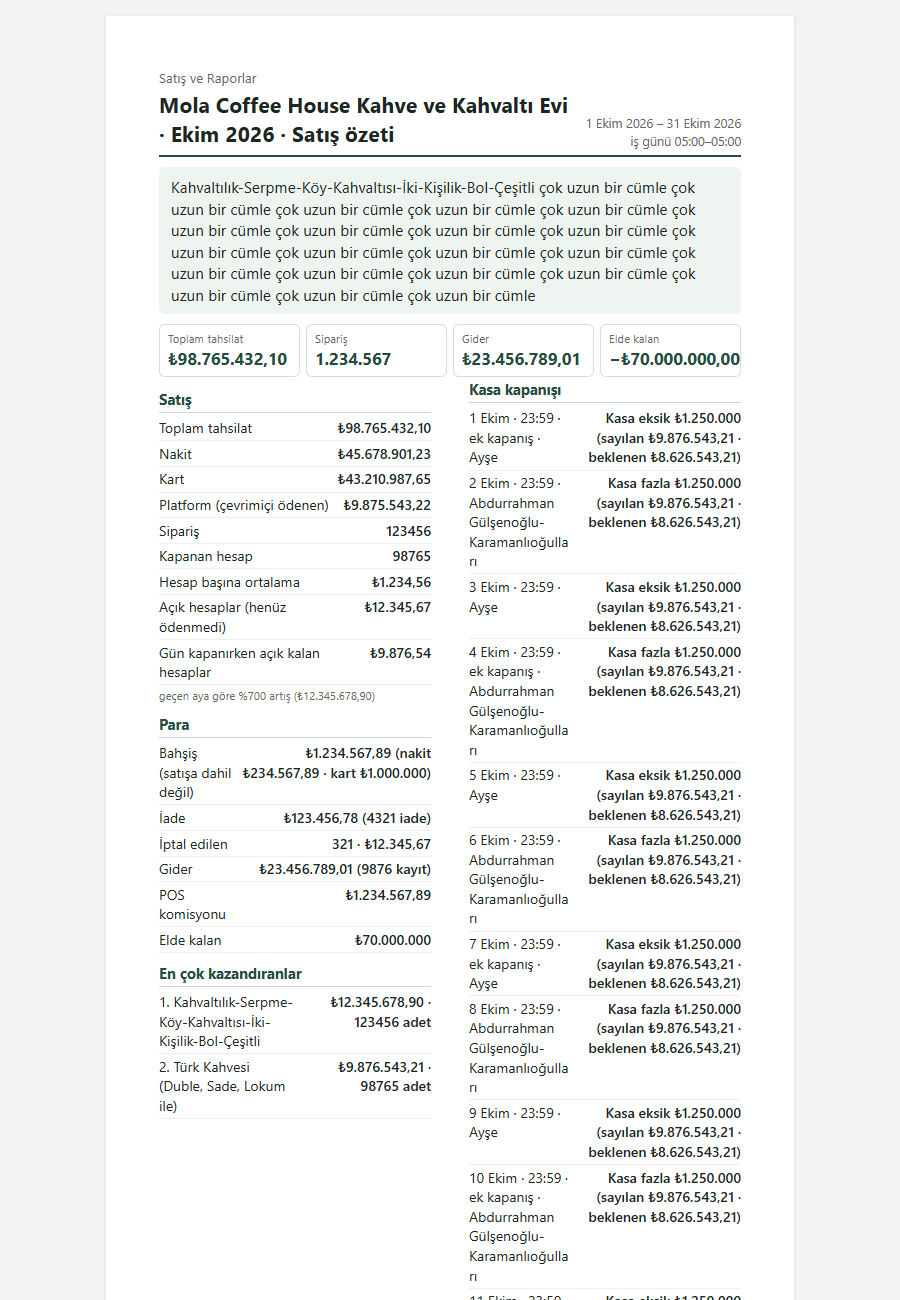 Satış ve Raporlar
Mola Coffee House Kahve ve Kahvaltı Evi
· Ekim 2026 · Satış özeti
1 Ekim 2026 – 31 Ekim 2026
iş günü 05:00–05:00
Kahvaltılık-Serpme-Köy-Kahvaltısı-İki-Kişilik-Bol-Çeşitli çok uzun bir cümle çok
uzun bir cümle çok uzun bir cümle çok uzun bir cümle çok uzun bir cümle çok
uzun bir cümle çok uzun bir cümle çok uzun bir cümle çok uzun bir cümle çok
uzun bir cümle çok uzun bir cümle çok uzun bir cümle çok uzun bir cümle çok
uzun bir cümle çok uzun bir cümle çok uzun bir cümle çok uzun bir cümle çok
uzun bir cümle çok uzun bir cümle çok uzun bir cümle
Toplam tahsilat
₺98.765.432,10
Sipariş
1.234.567
Gider
₺23.456.789,01
Elde kalan
−₺70.000.000,00
Satış
Toplam tahsilat ₺98.765.432,10
Nakit ₺45.678.901,23
Kart ₺43.210.987,65
Platform (çevrimiçi ödenen) ₺9.875.543,22
Sipariş 123456
Kapanan hesap 98765
Hesap başına ortalama ₺1.234,56
Açık hesaplar (henüz ₺12.345,67
ödenmedi)
Gün kapanırken açık kalan ₺9.876,54
hesaplar
geçen aya göre %700 artış (₺12.345.678,90)
Para
Bahşiş ₺1.234.567,89 (nakit
(satışa dahil ₺234.567,89 · kart ₺1.000.000)
değil)
İade ₺123.456,78 (4321 iade)
İptal edilen 321 · ₺12.345,67
Gider ₺23.456.789,01 (9876 kayıt)
POS ₺1.234.567,89
komisyonu
Elde kalan ₺70.000.000
En çok kazandıranlar
1. Kahvaltılık-Serpme- ₺12.345.678,90 ·
Köy-Kahvaltısı-İki- 123456 adet
Kişilik-Bol-Çeşitli
2. Türk Kahvesi ₺9.876.543,21 ·
(Duble, Sade, Lokum 98765 adet
ile)
Kasa kapanışı
1 Ekim · 23:59 · Kasa eksik ₺1.250.000
ek kapanış · (sayılan ₺9.876.543,21 ·
Ayşe beklenen ₺8.626.543,21)
2 Ekim · 23:59 · Kasa fazla ₺1.250.000
Abdurrahman (sayılan ₺9.876.543,21 ·
Gülşenoğlu- beklenen ₺8.626.543,21)
Karamanlıoğulla
rı
3 Ekim · 23:59 · Kasa eksik ₺1.250.000
Ayşe (sayılan ₺9.876.543,21 ·
beklenen ₺8.626.543,21)
4 Ekim · 23:59 · Kasa fazla ₺1.250.000
ek kapanış · (sayılan ₺9.876.543,21 ·
Abdurrahman beklenen ₺8.626.543,21)
Gülşenoğlu-
Karamanlıoğulla
rı
5 Ekim · 23:59 · Kasa eksik ₺1.250.000
Ayşe (sayılan ₺9.876.543,21 ·
beklenen ₺8.626.543,21)
6 Ekim · 23:59 · Kasa fazla ₺1.250.000
Abdurrahman (sayılan ₺9.876.543,21 ·
Gülşenoğlu- beklenen ₺8.626.543,21)
Karamanlıoğulla
rı
7 Ekim · 23:59 · Kasa eksik ₺1.250.000
ek kapanış · (sayılan ₺9.876.543,21 ·
Ayşe beklenen ₺8.626.543,21)
8 Ekim · 23:59 · Kasa fazla ₺1.250.000
Abdurrahman (sayılan ₺9.876.543,21 ·
Gülşenoğlu- beklenen ₺8.626.543,21)
Karamanlıoğulla
rı
9 Ekim · 23:59 · Kasa eksik ₺1.250.000
Ayşe (sayılan ₺9.876.543,21 ·
beklenen ₺8.626.543,21)
10 Ekim · 23:59 · Kasa fazla ₺1.250.000
ek kapanış · (sayılan ₺9.876.543,21 ·
Abdurrahman beklenen ₺8.626.543,21)
Gülşenoğlu-
Karamanlıoğulla
rı